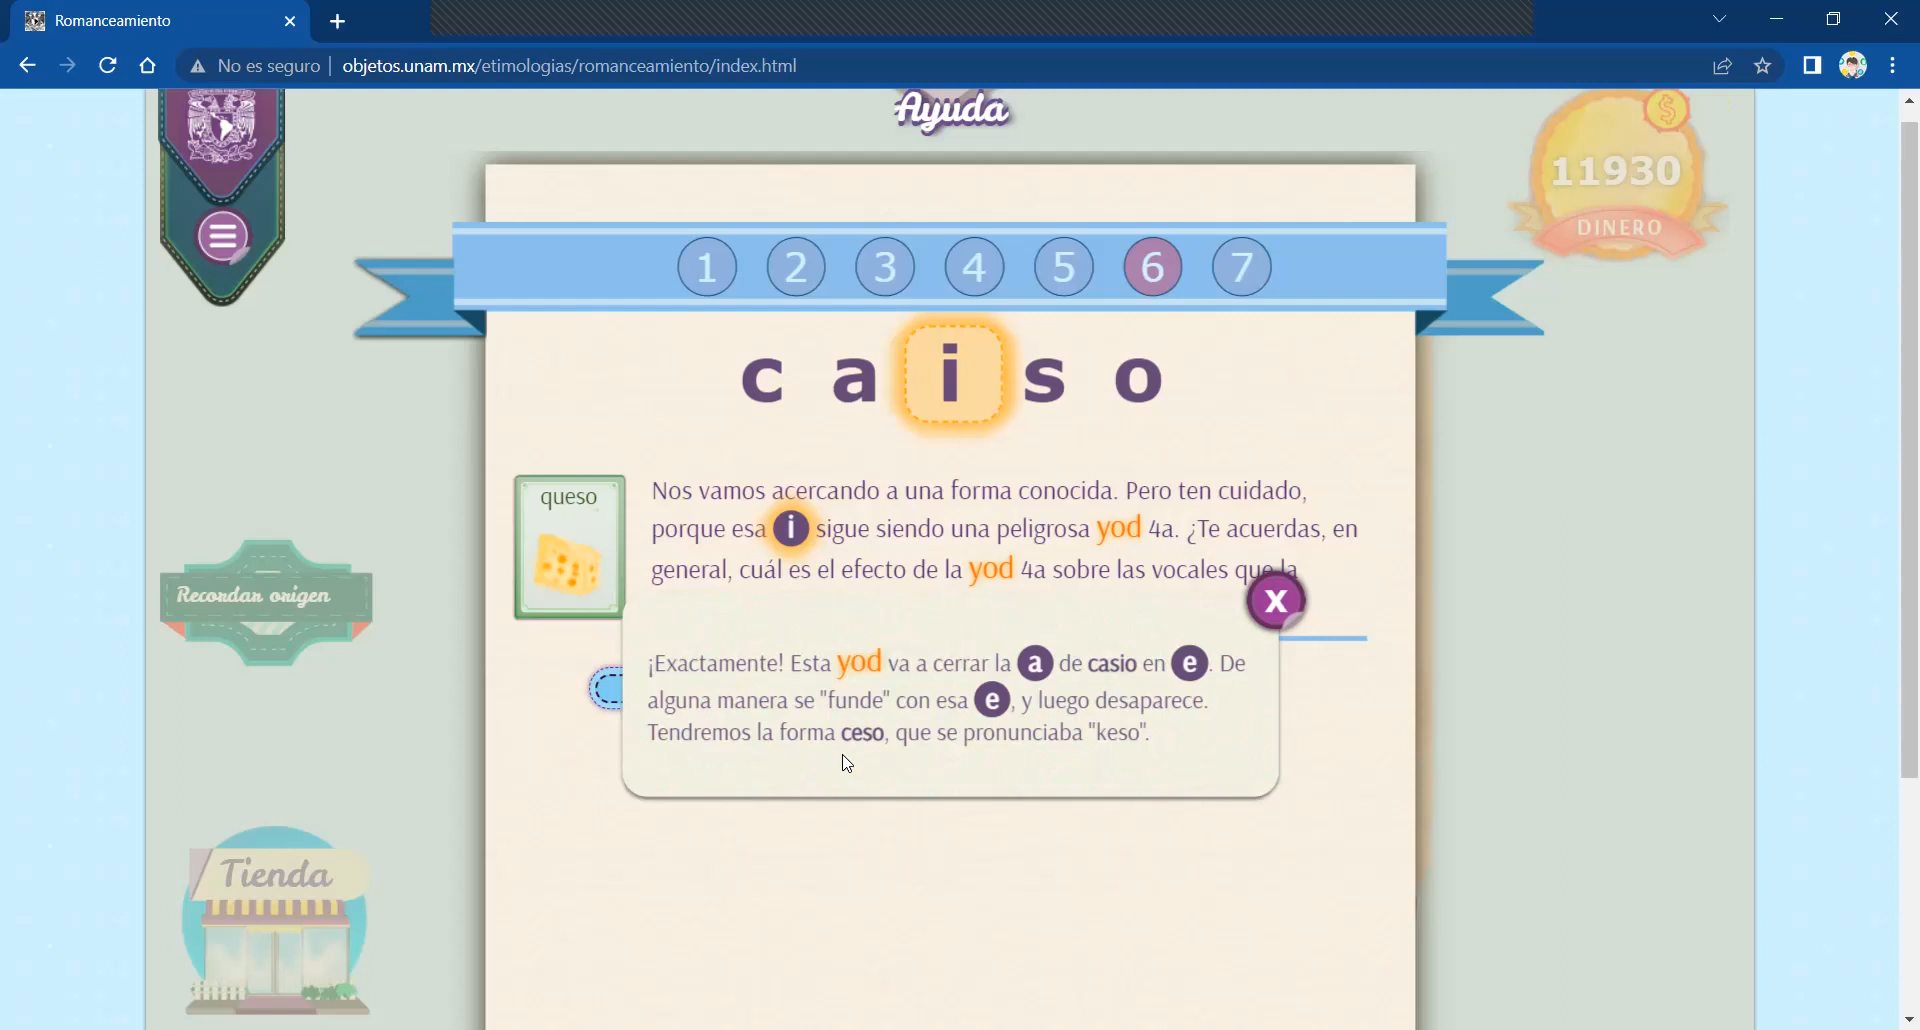 Romanceamiento
No es seguro
objetos.unam.mx/etimologias/romanceamiento/index.html
Ayuda
11930
DINERO
1 2 3 4 5 6 7
c a i s o
queso
Nos vamos acercando a una forma conocida. Pero ten cuidado,
porque esa i sigue siendo una peligrosa yod 4a. ¿Te acuerdas, en
general, cuál es el efecto de la yod 4a sobre las vocales que la
X
Recordar origen
¡Exactamente! Esta yod va a cerrar la a de casio en e. De
alguna manera se "funde" con esa e, y luego desaparece.
Tendremos la forma ceso, que se pronunciaba "keso".
Tienda